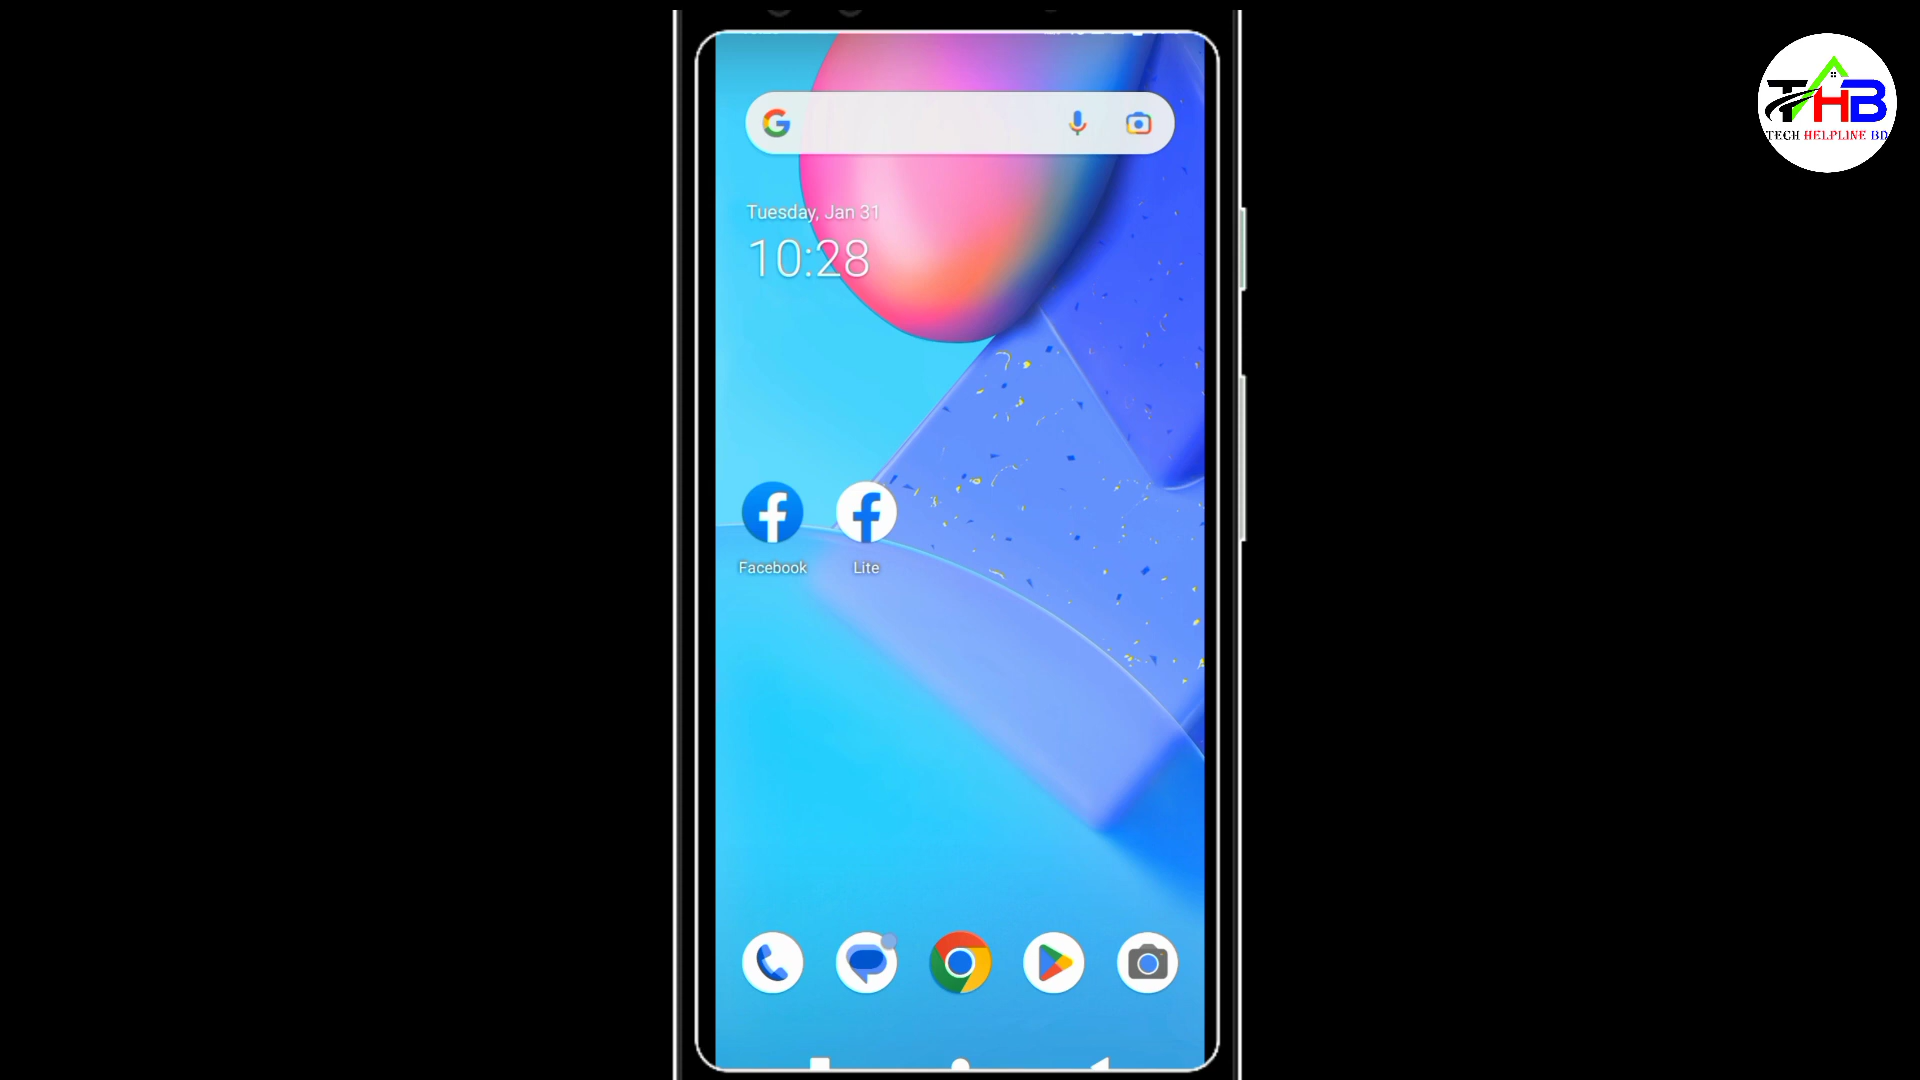 THB
TECH HELPLINE BD
Tuesday, Jan 31
10:28
Facebook
Lite